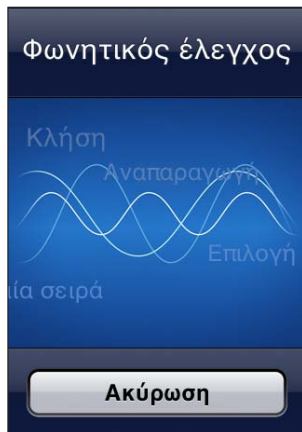 Φωνητικός έλεγχος
Κλήση
Αναπαραγωγή
Επιλογή
σειρά
Ακύρωση